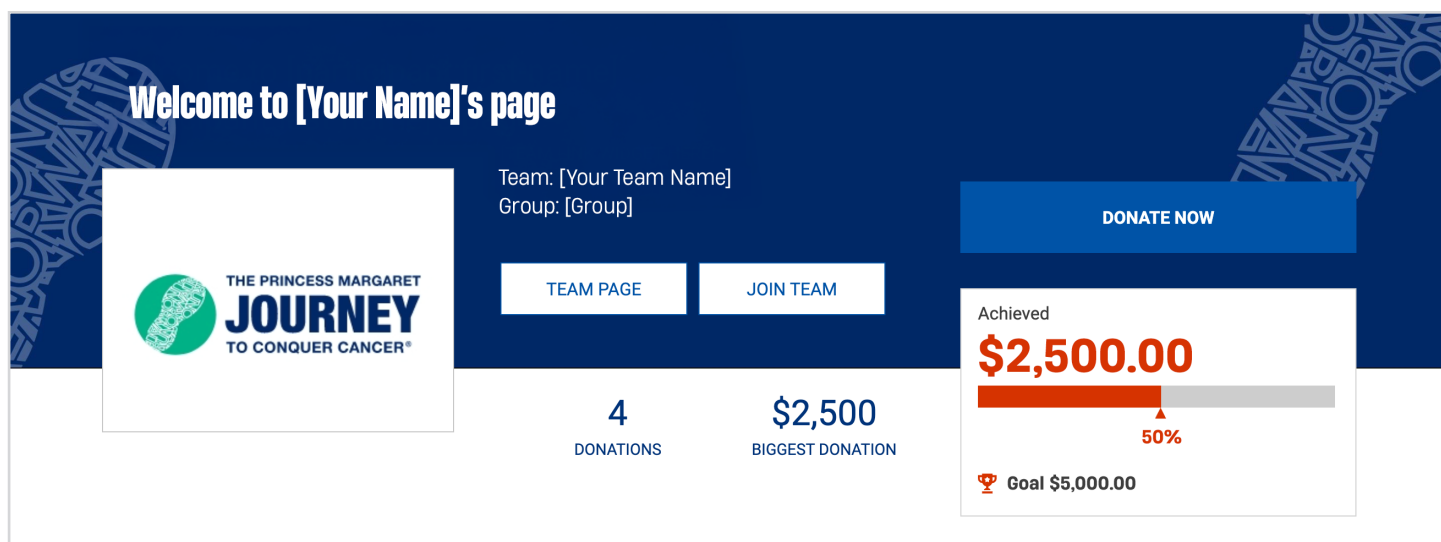 Welcome to [Your Name]'s page
THE PRINCESS MARGARET
JOURNEY
TO CONQUER CANCER®
Team: [Your Team Name]
Group: [Group]
TEAM PAGE
JOIN TEAM
4
DONATIONS
$2,500
BIGGEST DONATION
DONATE NOW
Achieved
$2,500.00
50%
Goal $5,000.00